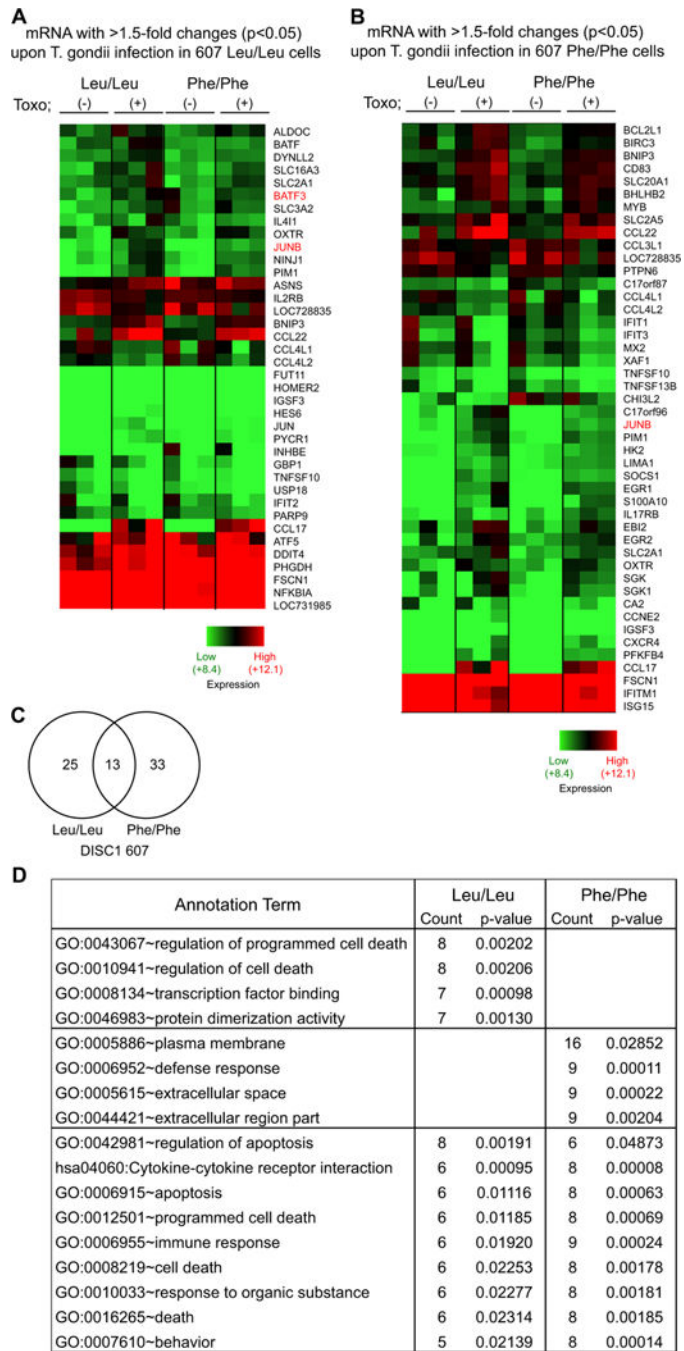 A
mRNA with >1.5-fold changes (p<0.05)
upon T. gondii infection in 607 Leu/Leu cells
Leu/Leu Phe/Phe
Toxo; (-) (+) (-) (+)
ALDOC
BATF
DYNLL2
SLC16A3
SLC2A1
BATF3
SLC3A2
IL4I1
OXTR
JUNB
NINJ1
PIM1
ASNS
IL2RB
LOC728835
BNIP3
CCL22
CCL4L1
CCL4L2
FUT11
HOMER2
IGSF3
HES6
JUN
PYCR1
INHBE
GBP1
TNFSF10
USP18
IFIT2
PARP9
CCL17
ATF5
DDIT4
PHGDH
FSCN1
NFKBIA
LOC731985
Low High
(+8.4) (+12.1)
Expression
B
mRNA with >1.5-fold changes (p<0.05)
upon T. gondii infection in 607 Phe/Phe cells
Leu/Leu Phe/Phe
Toxo; (-) (+) (-) (+)
BCL2L1
BIRC3
BNIP3
CD83
SLC20A1
BHLHB2
MYB
SLC2A5
CCL22
CCL3L1
LOC728835
PTPN6
C17orf87
CCL4L1
CCL4L2
IFIT1
IFIT3
MX2
XAF1
TNFSF10
TNFSF13B
CHI3L2
C17orf96
JUNB
PIM1
HK2
LIMA1
SOCS1
EGR1
S100A10
IL17RB
EBI2
EGR2
SLC2A1
OXTR
SGK
SGK1
CA2
CCNE2
IGSF3
CXCR4
PFKFB4
CCL17
FSCN1
IFITM1
ISG15
Low High
(+8.4) (+12.1)
Expression
C
25 13 33
Leu/Leu Phe/Phe
DISC1 607
D
Annotation Term Leu/Leu Phe/Phe
Count p-value Count p-value
GO:0043067~regulation of programmed cell death 8 0.00202
GO:0010941~regulation of cell death 8 0.00206
GO:0008134~transcription factor binding 7 0.00098
GO:0046983~protein dimerization activity 7 0.00130
GO:0005886~plasma membrane 16 0.02852
GO:0006952~defense response 9 0.00011
GO:0005615~extracellular space 9 0.00022
GO:0044421~extracellular region part 9 0.00204
GO:0042981~regulation of apoptosis 8 0.00191 6 0.04873
hsa04060:Cytokine-cytokine receptor interaction 6 0.00095 8 0.00008
GO:0006915~apoptosis 6 0.01116 8 0.00063
GO:0012501~programmed cell death 6 0.01185 8 0.00069
GO:0006955~immune response 6 0.01920 9 0.00024
GO:0008219~cell death 6 0.02253 8 0.00178
GO:0010033~response to organic substance 6 0.02277 8 0.00181
GO:0016265~death 6 0.02314 8 0.00185
GO:0007610~behavior 5 0.02139 8 0.00014